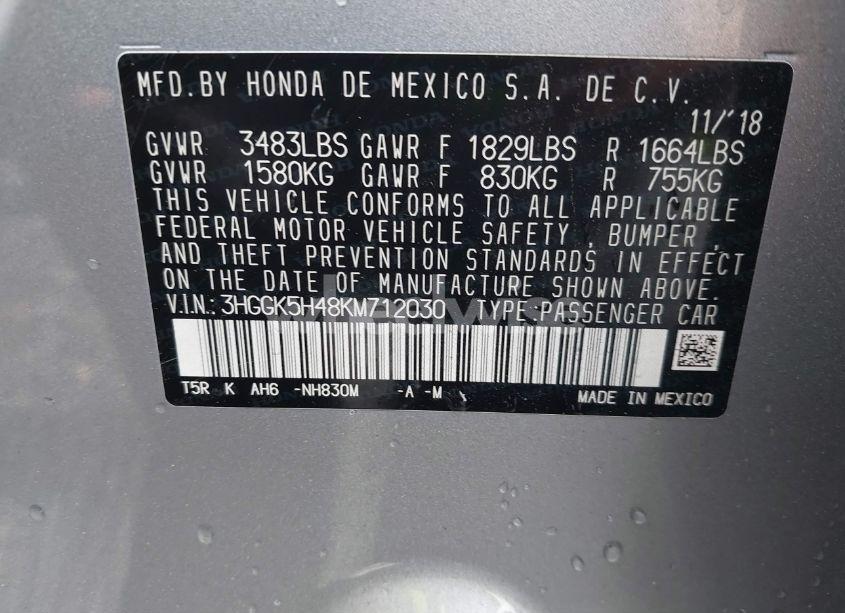 MFD.BY HONDA DE MEXICO S.A. DE C.V.
11/'18
GVWR 3483LBS GAWR F 1829LBS R 1664LBS
GVWR 1580KG GAWR F 830KG R 755KG
THIS VEHICLE CONFORMS TO ALL APPLICABLE
FEDERAL MOTOR VEHICLE SAFETY , BUMPER ,
AND THEFT PREVENTION STANDARDS IN EFFECT
ON THE DATE OF MANUFACTURE SHOWN ABOVE.
V.I.N.: 3HGGK5H48KM712030 TYPE:PASSENGER CAR
T5R K AH6 -NH830M -A -M MADE IN MEXICO